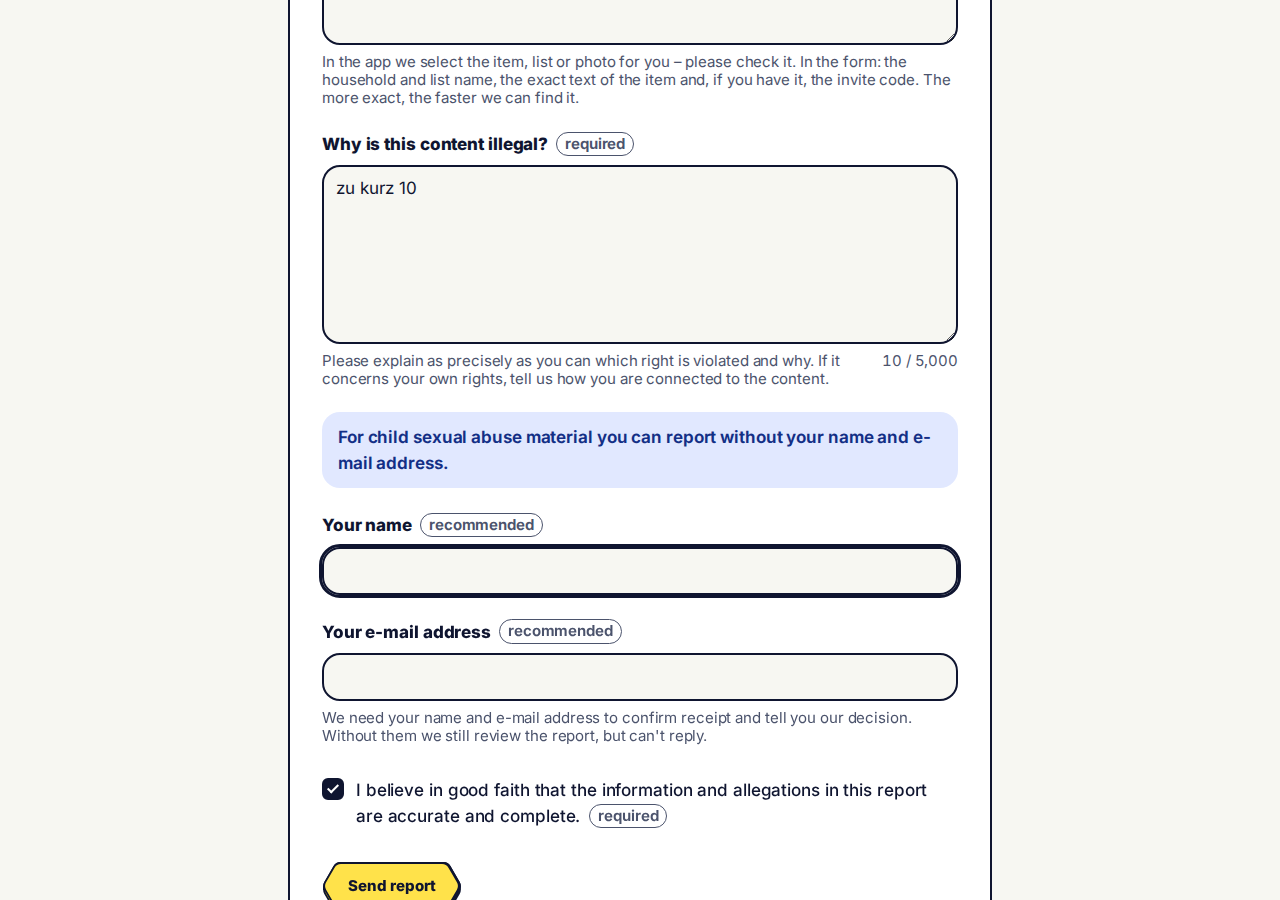 In the app we select the item, list or photo for you – please check it. In the form: the
household and list name, the exact text of the item and, if you have it, the invite code. The
more exact, the faster we can find it.
Why is this content illegal? required
zu kurz 10
Please explain as precisely as you can which right is violated and why. If it
concerns your own rights, tell us how you are connected to the content.
10 / 5,000
For child sexual abuse material you can report without your name and e-
mail address.
Your name recommended
Your e-mail address recommended
We need your name and e-mail address to confirm receipt and tell you our decision.
Without them we still review the report, but can't reply.
I believe in good faith that the information and allegations in this report
are accurate and complete. required
Send report